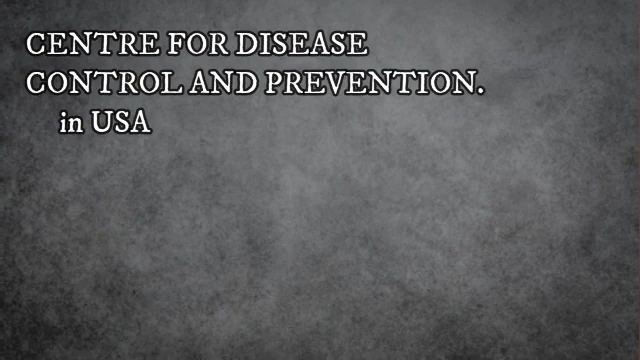 CENTRE FOR DISEASE
CONTROL AND PREVENTION.
in USA